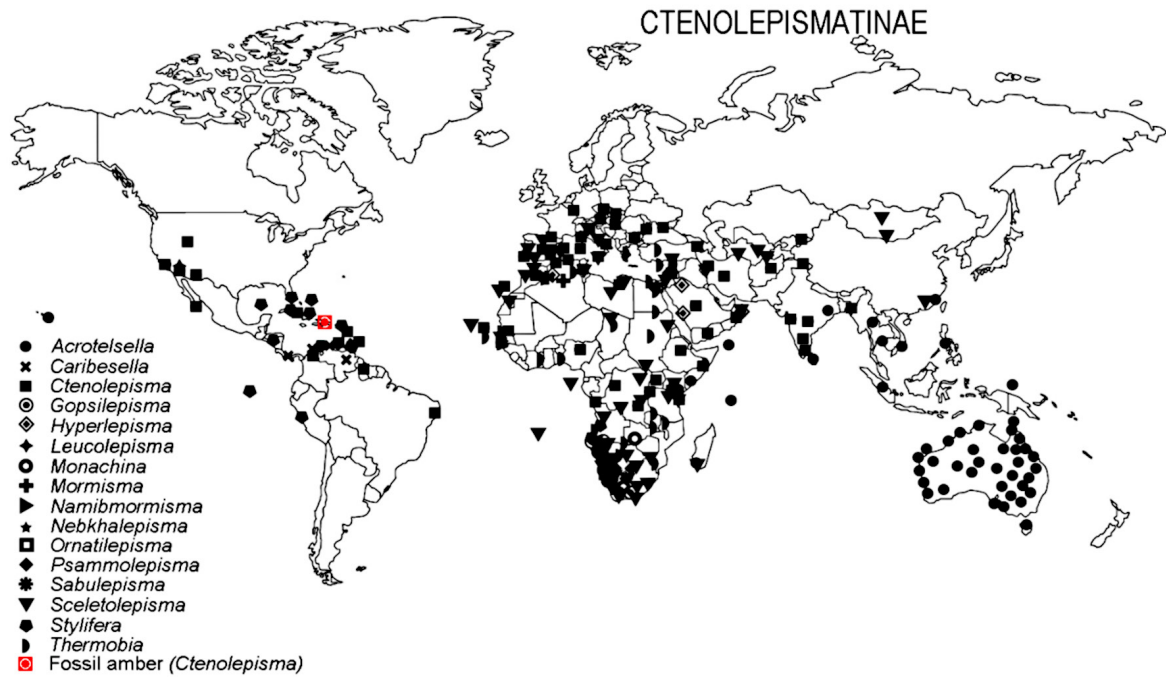 CTENOLEPISMATINAE
Acrotelsella
Caribesella
Ctenolepisma
Gopsilepisma
Hyperlepisma
Leucolepisma
Monachina
Mormisma
Namibmormisma
Nebkhalepisma
Ornatilepisma
Psammolepisma
Sabulepisma
Sceletolepisma
Stylifera
Thermobia
Fossil amber (Ctenolepisma)